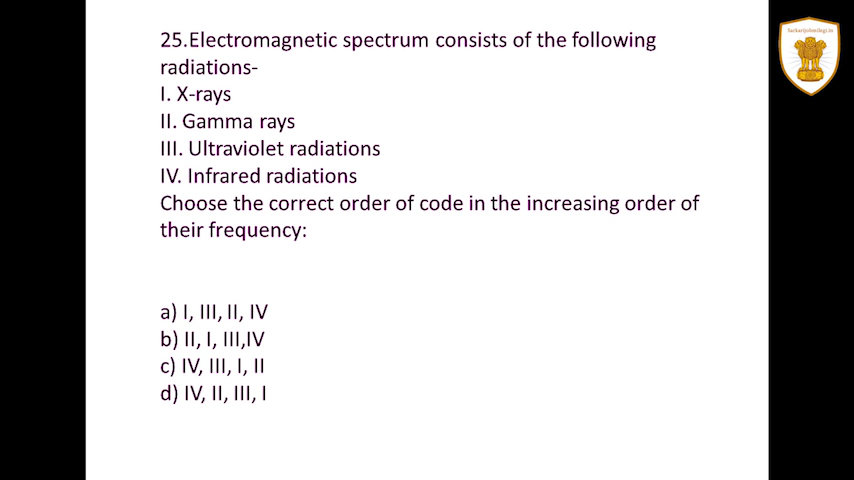 Sarkarijobmilega.in
25.Electromagnetic spectrum consists of the following
radiations-
I. X-rays
II. Gamma rays
III. Ultraviolet radiations
IV. Infrared radiations
Choose the correct order of code in the increasing order of
their frequency:
a) I, III, II, IV
b) II, I, III,IV
c) IV, III, I, II
d) IV, II, III, I